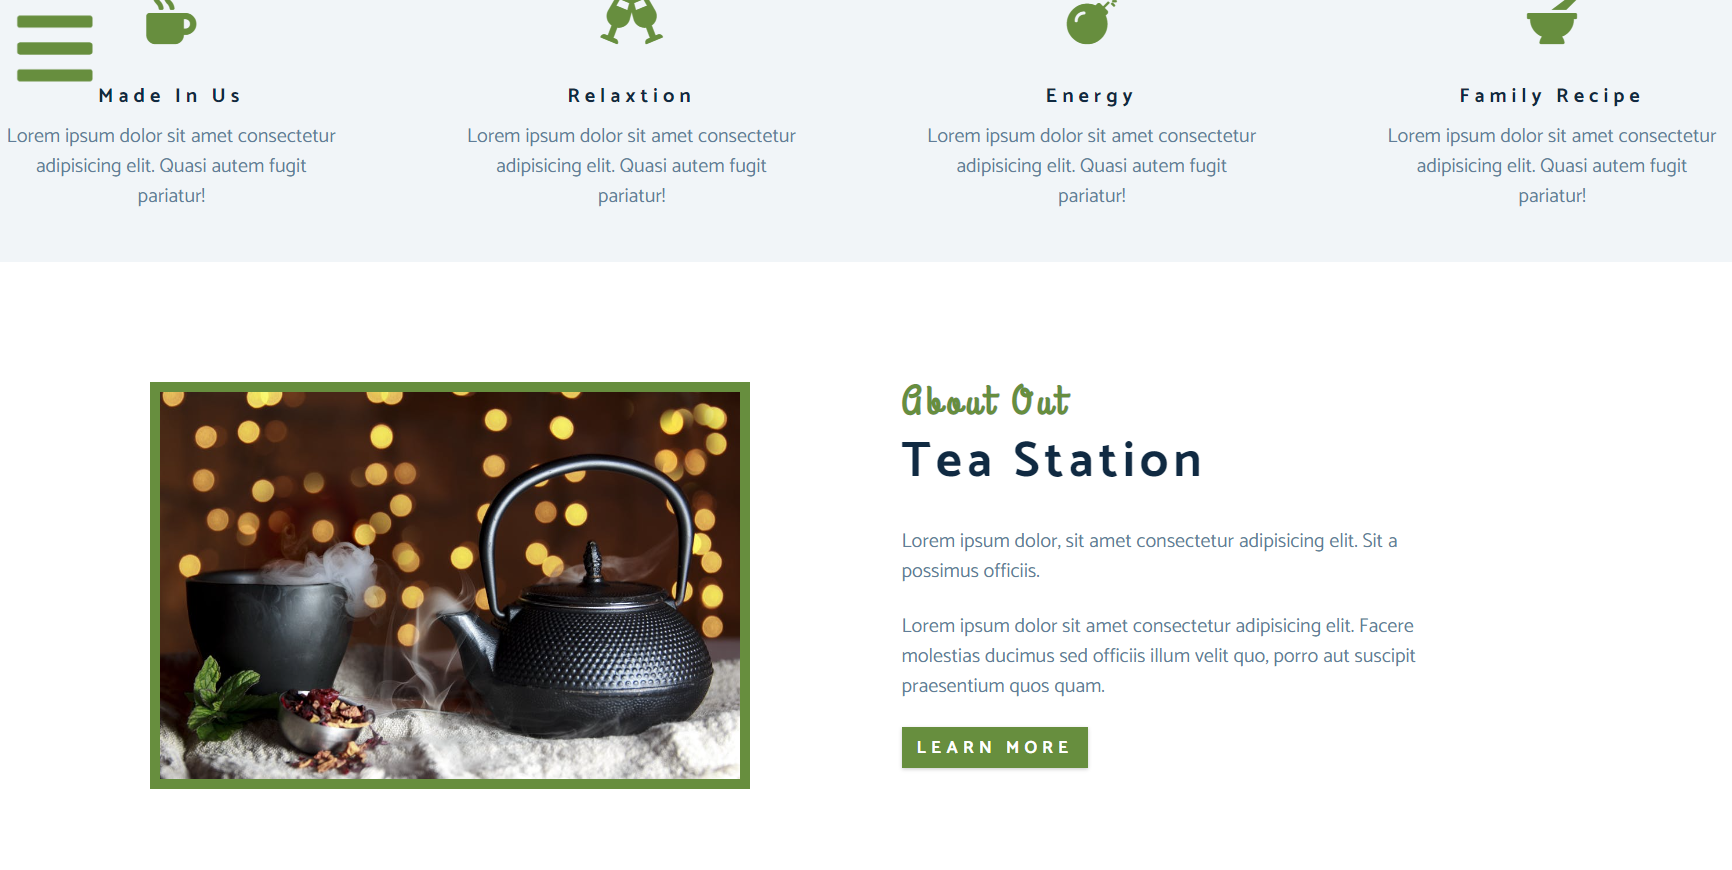 Made In Us
Lorem ipsum dolor sit amet consectetur
adipisicing elit. Quasi autem fugit
pariatur!
Relaxtion
Lorem ipsum dolor sit amet consectetur
adipisicing elit. Quasi autem fugit
pariatur!
Energy
Lorem ipsum dolor sit amet consectetur
adipisicing elit. Quasi autem fugit
pariatur!
Family Recipe
Lorem ipsum dolor sit amet consectetur
adipisicing elit. Quasi autem fugit
pariatur!
About Out
Tea Station
Lorem ipsum dolor, sit amet consectetur adipisicing elit. Sit a
possimus officiis.
Lorem ipsum dolor sit amet consectetur adipisicing elit. Facere
molestias ducimus sed officiis illum velit quo, porro aut suscipit
praesentium quos quam.
LEARN MORE